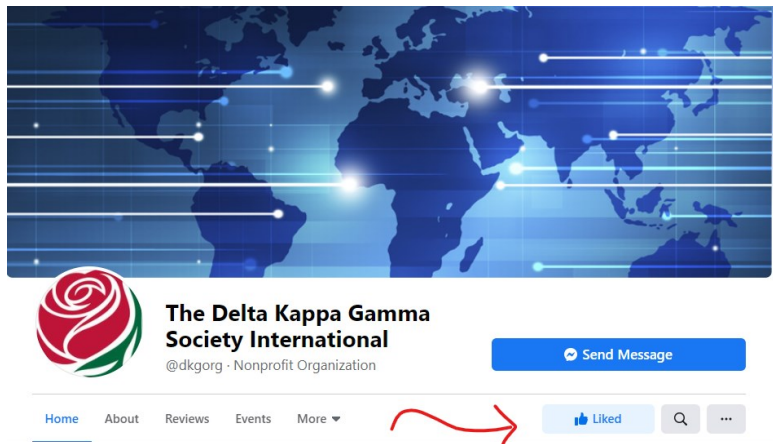 The Delta Kappa Gamma
Society International
@dkgorg · Nonprofit Organization
Send Message
Home About Reviews Events More Liked ...